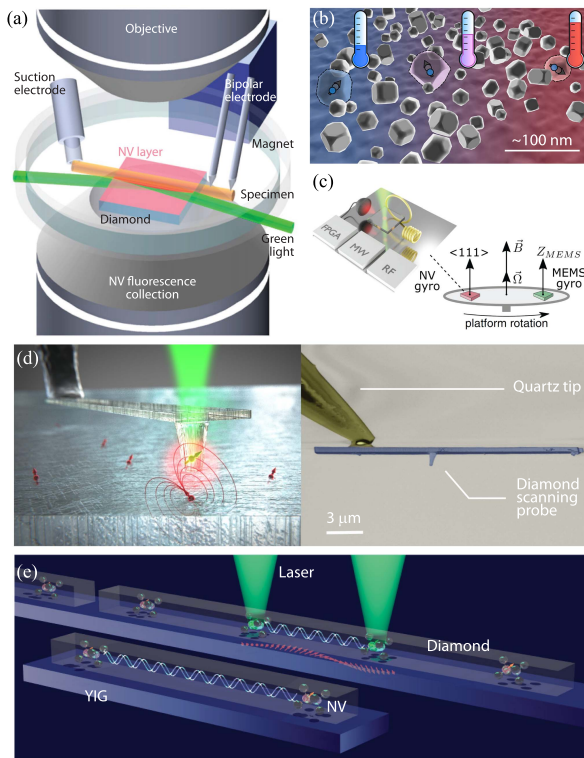 (a)
Objective
Suction
electrode
Bipolar
electrode
Magnet
NV layer
Specimen
Diamond
Green
light
NV fluorescence
collection
(b)
~100 nm
(c)
FPGA
MW
RF
NV
gyro
<111>
B
Ω
Z_MEMS
MEMS
gyro
platform rotation
(d)
Quartz tip
Diamond
scanning
probe
3 μm
(e)
Laser
Diamond
YIG
NV